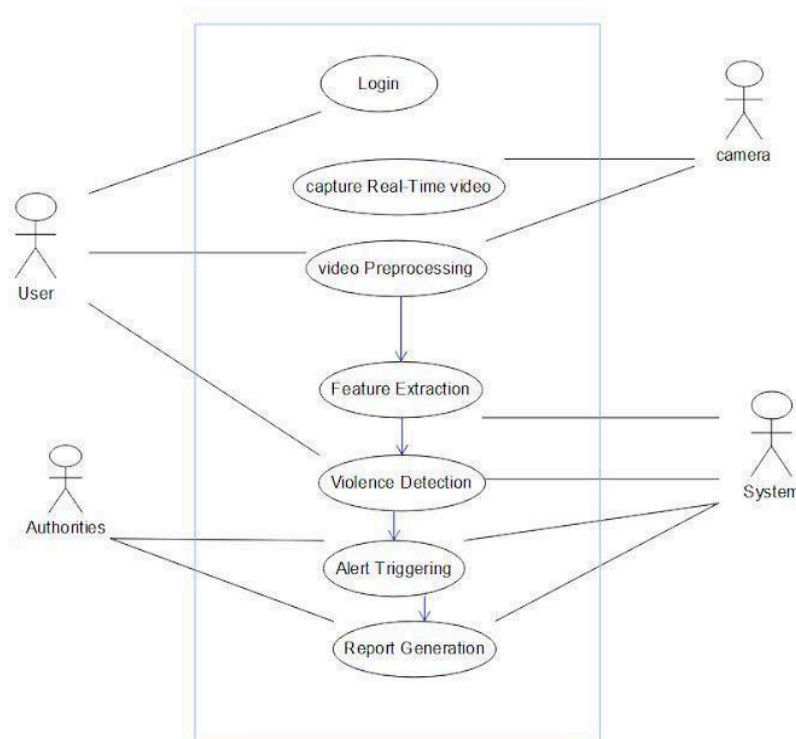 Login
camera
capture Real-Time video
video Preprocessing
User
Feature Extraction
Violence Detection
System
Authorities
Alert Triggering
Report Generation